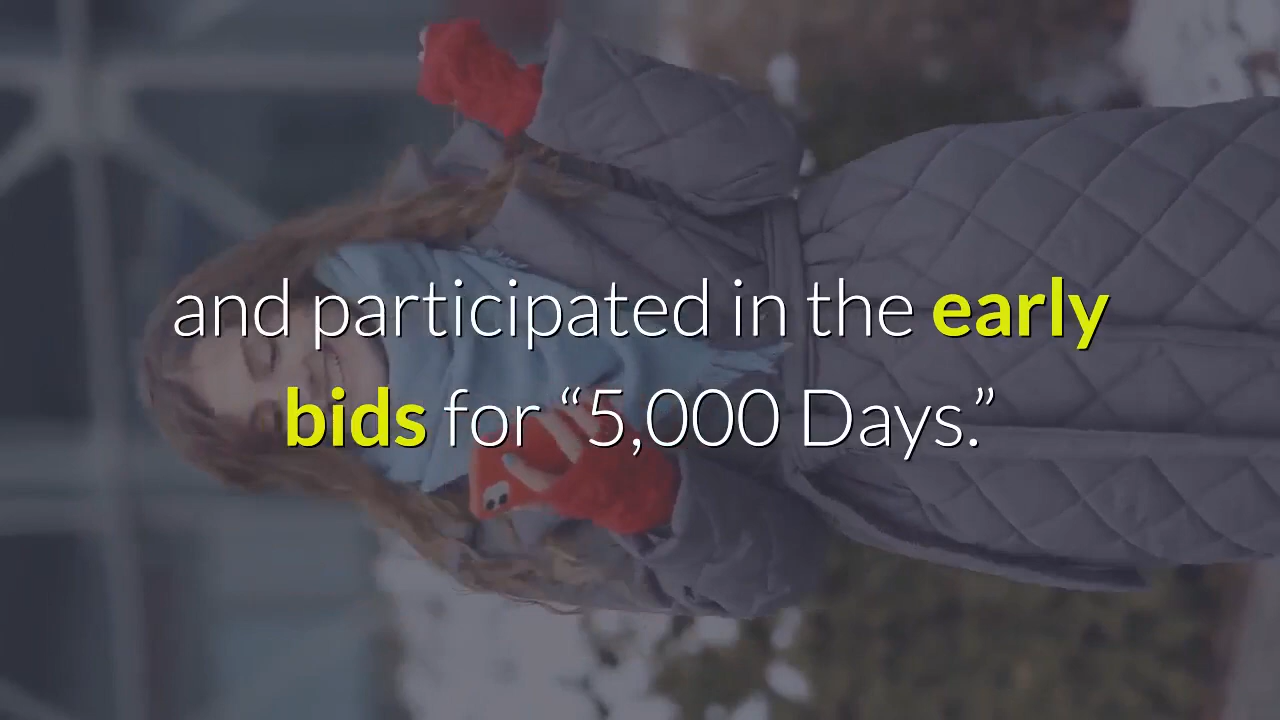 and participated in the early
bids for “5,000 Days.”